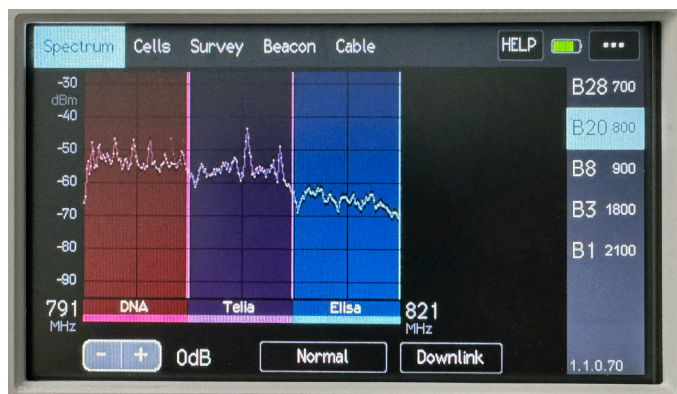 Spectrum Cells Survey Beacon Cable HELP ...
-30
dBm
-40
-50
-60
-70
-80
-90
791
MHz
DNA Telia Elisa
821
MHz
- + 0dB Normal Downlink
B28 700
B20 800
B8 900
B3 1800
B1 2100
1.1.0.70